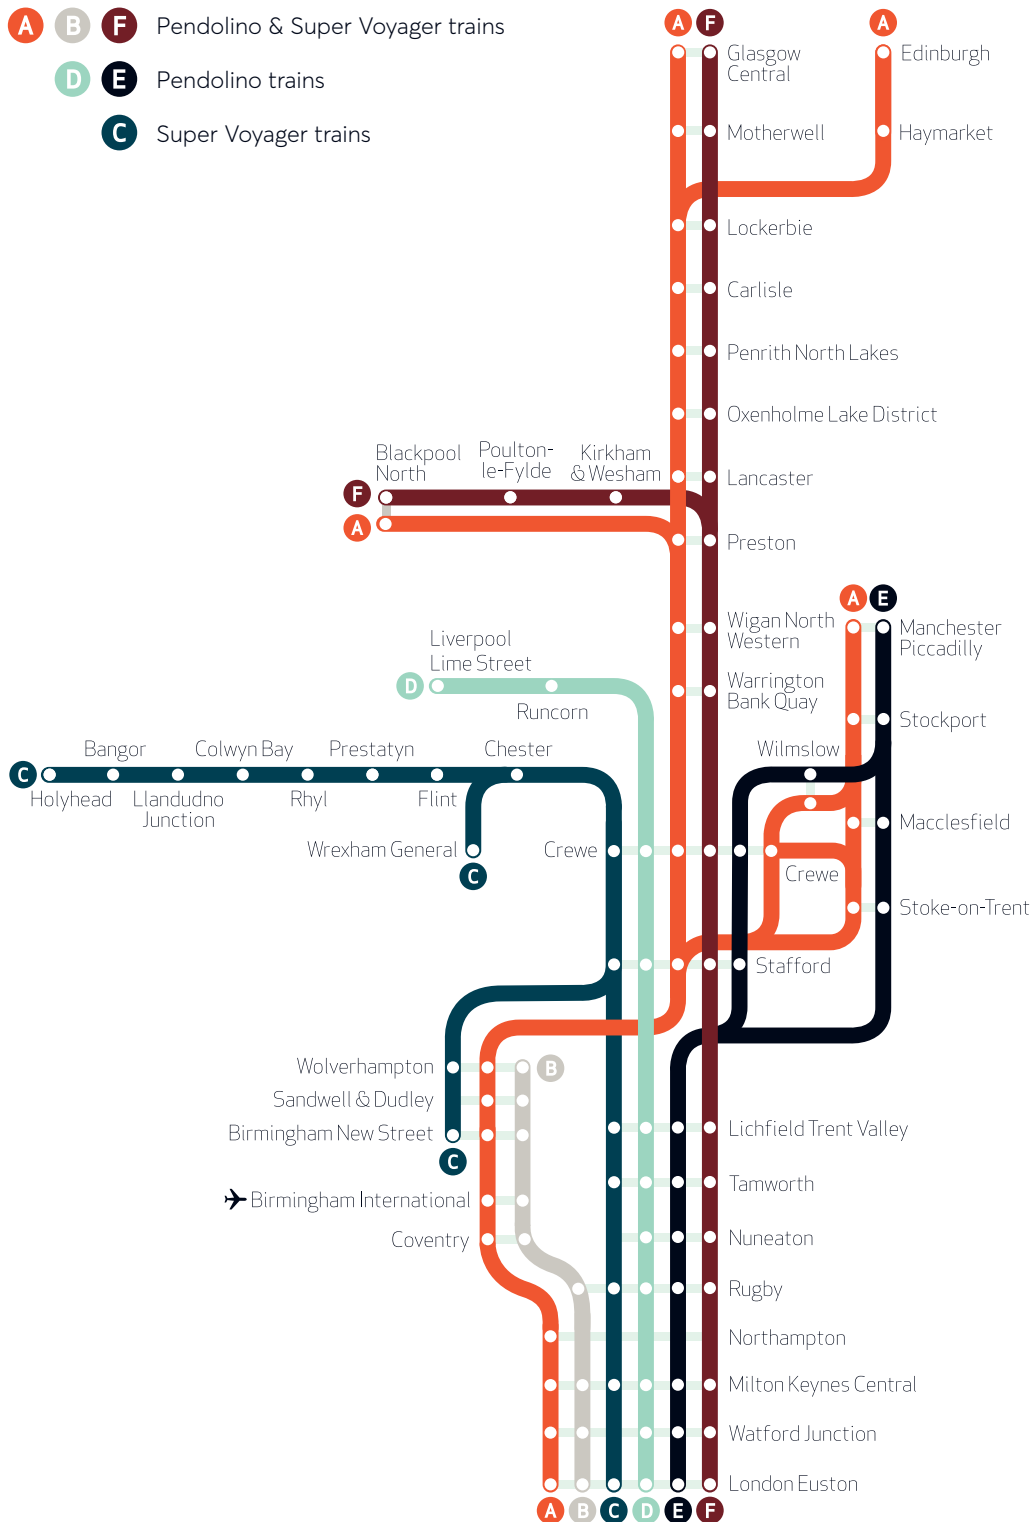 A B F Pendolino & Super Voyager trains
D E Pendolino trains
C Super Voyager trains
A F A
Glasgow
Central
Edinburgh
Motherwell
Haymarket
Lockerbie
Carlisle
Penrith North Lakes
Oxenholme Lake District
Blackpool
North
Poulton-
le-Fylde
Kirkham
& Wesham
Lancaster
F
A
Preston
A E
Wigan North
Western
Manchester
Piccadilly
Liverpool
Lime Street
D
Runcorn
Warrington
Bank Quay
Stockport
Bangor
Colwyn Bay
Prestatyn
Chester
Wilmslow
C
Holyhead
Llandudno
Junction
Rhyl
Flint
Macclesfield
Wrexham General
C
Crewe
Crewe
Stoke-on-Trent
Stafford
Wolverhampton
B
Sandwell & Dudley
Birmingham New Street
C
Lichfield Trent Valley
Birmingham International
Tamworth
Coventry
Nuneaton
Rugby
Northampton
Milton Keynes Central
Watford Junction
London Euston
A B C D E F